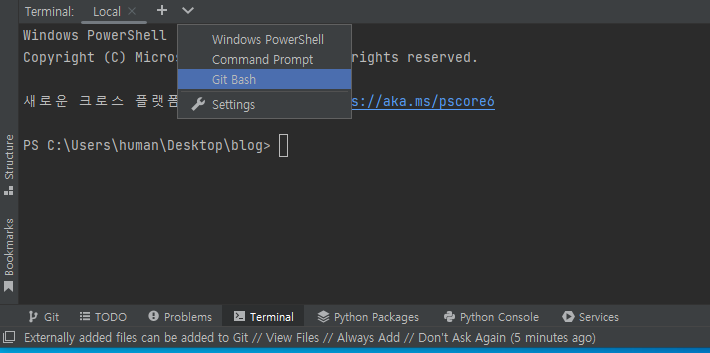 Terminal: Local
Windows PowerShell
Copyright (C) Micros
rights reserved.
Windows PowerShell
Command Prompt
Git Bash
Settings
새로운 크로스 플랫폼
s://aka.ms/pscore6
PS C:\Users\human\Desktop\blog>
Structure
Bookmarks
Git TODO Problems Terminal Python Packages Python Console Services
Externally added files can be added to Git // View Files // Always Add // Don't Ask Again (5 minutes ago)